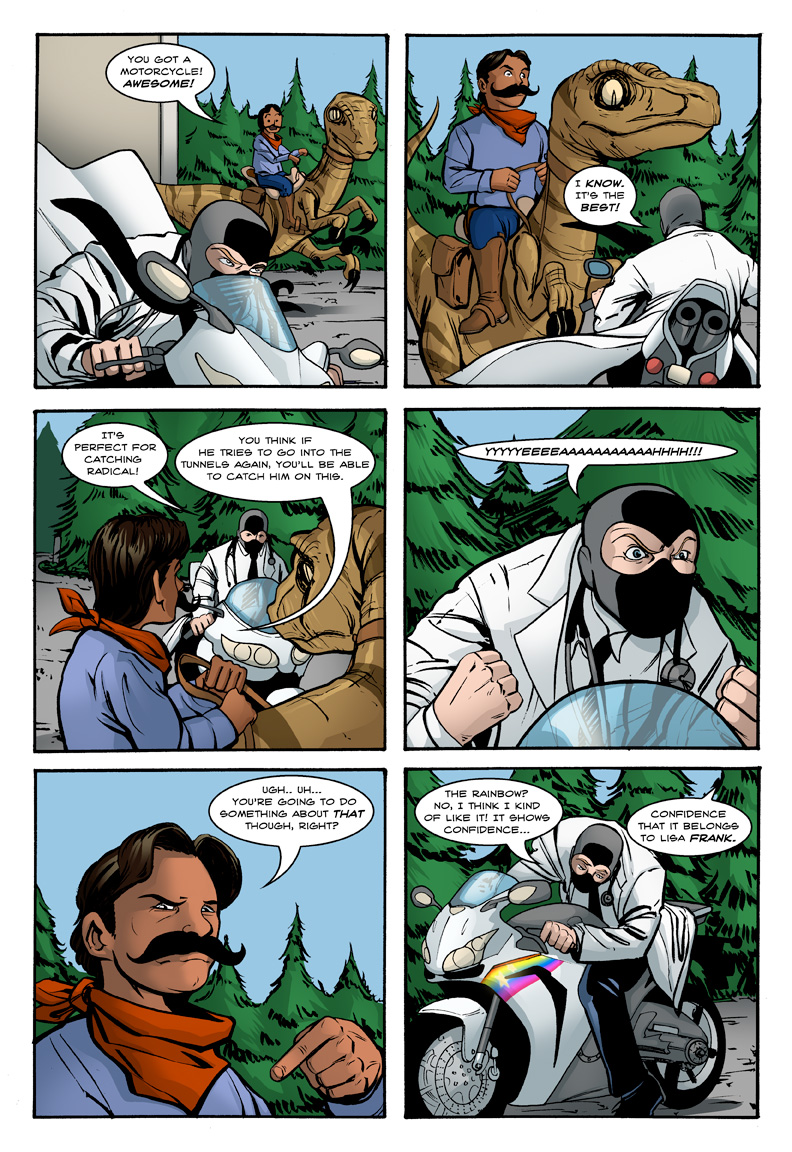 YOU GOT A
MOTORCYCLE!
AWESOME!
I KNOW.
IT'S THE
BEST!
IT'S
PERFECT FOR
CATCHING
RADICAL!
YOU THINK IF
HE TRIES TO GO INTO THE
TUNNELS AGAIN, YOU'LL BE ABLE
TO CATCH HIM ON THIS.
YYYYYEEEEAAAAAAAAAAAHHHH!!!
UGH.. UH...
YOU'RE GOING TO DO
SOMETHING ABOUT THAT
THOUGH, RIGHT?
THE RAINBOW?
NO, I THINK I KIND
OF LIKE IT! IT SHOWS
CONFIDENCE...
CONFIDENCE
THAT IT BELONGS
TO LISA FRANK.